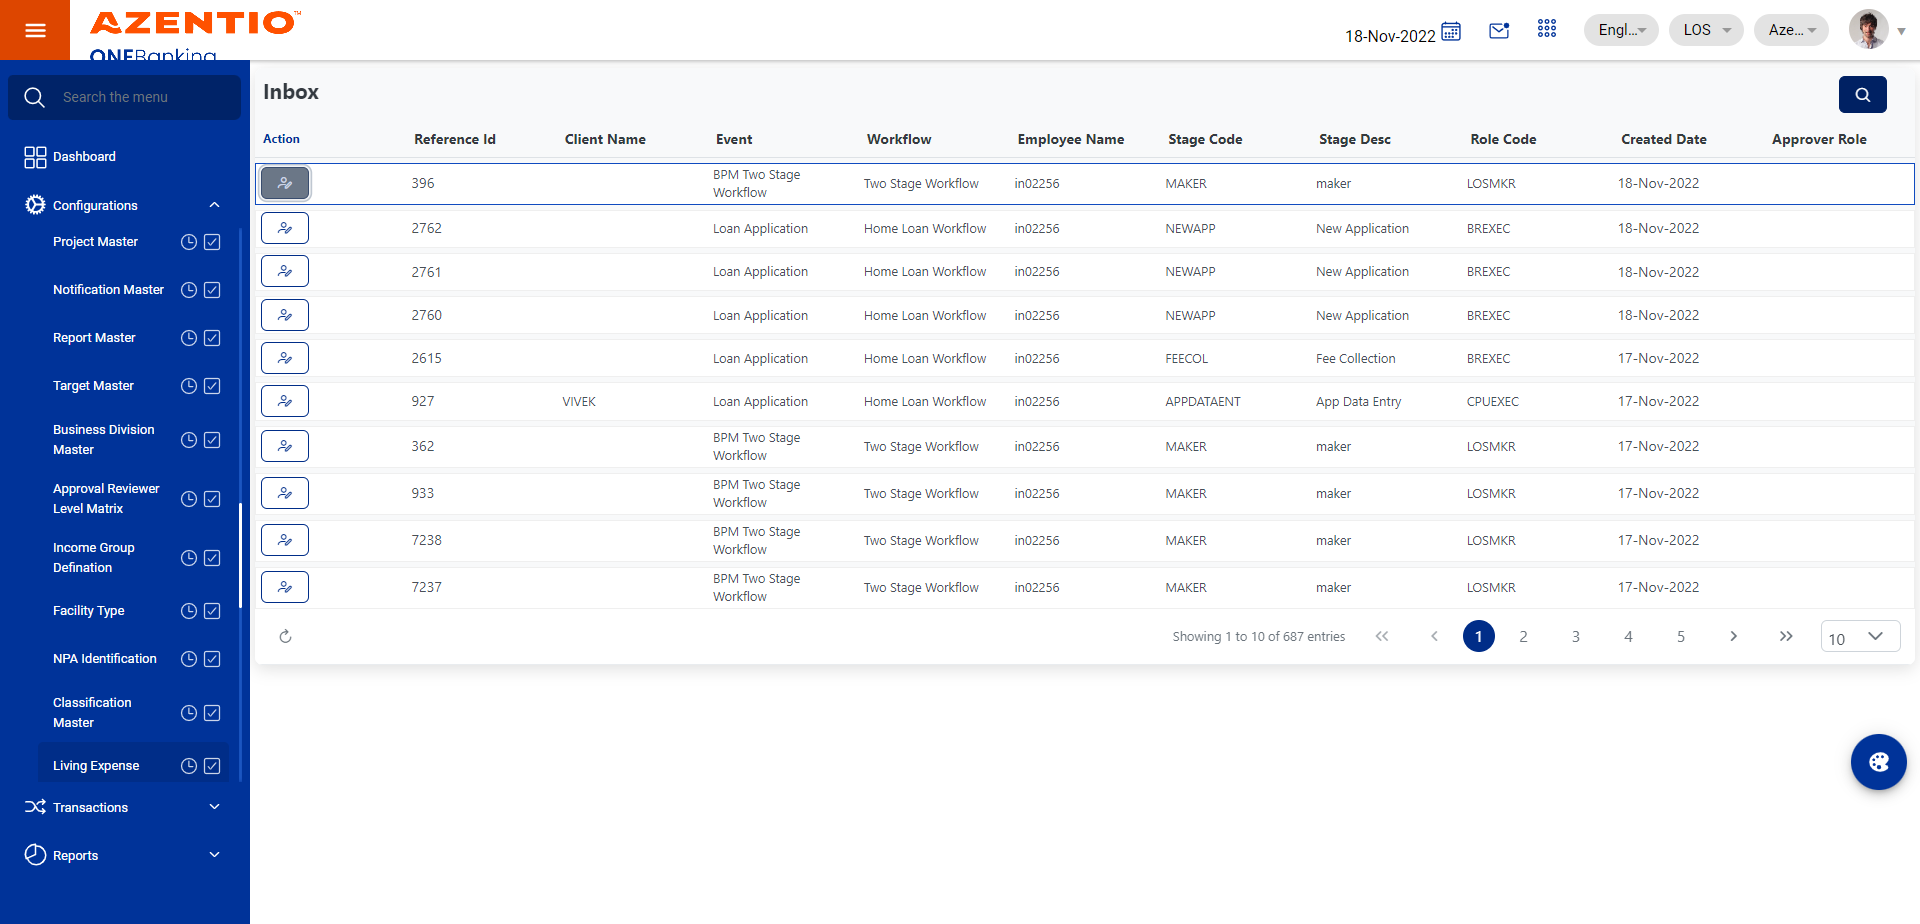 AZENTIO™
ONEBanking
18-Nov-2022
Engl...
LOS
Aze...
Search the menu
Dashboard
Configurations
Project Master
Notification Master
Report Master
Target Master
Business Division
Master
Approval Reviewer
Level Matrix
Income Group
Defination
Facility Type
NPA Identification
Classification
Master
Living Expense
Transactions
Reports
Inbox
Action Reference Id Client Name Event Workflow Employee Name Stage Code Stage Desc Role Code Created Date Approver Role
396 BPM Two Stage Workflow Two Stage Workflow in02256 MAKER maker LOSMKR 18-Nov-2022
2762 Loan Application Home Loan Workflow in02256 NEWAPP New Application BREXEC 18-Nov-2022
2761 Loan Application Home Loan Workflow in02256 NEWAPP New Application BREXEC 18-Nov-2022
2760 Loan Application Home Loan Workflow in02256 NEWAPP New Application BREXEC 18-Nov-2022
2615 Loan Application Home Loan Workflow in02256 FEECOL Fee Collection BREXEC 17-Nov-2022
927 VIVEK Loan Application Home Loan Workflow in02256 APPDATAENT App Data Entry CPUEXEC 17-Nov-2022
362 BPM Two Stage Workflow Two Stage Workflow in02256 MAKER maker LOSMKR 17-Nov-2022
933 BPM Two Stage Workflow Two Stage Workflow in02256 MAKER maker LOSMKR 17-Nov-2022
7238 BPM Two Stage Workflow Two Stage Workflow in02256 MAKER maker LOSMKR 17-Nov-2022
7237 BPM Two Stage Workflow Two Stage Workflow in02256 MAKER maker LOSMKR 17-Nov-2022
Showing 1 to 10 of 687 entries 1 2 3 4 5 10